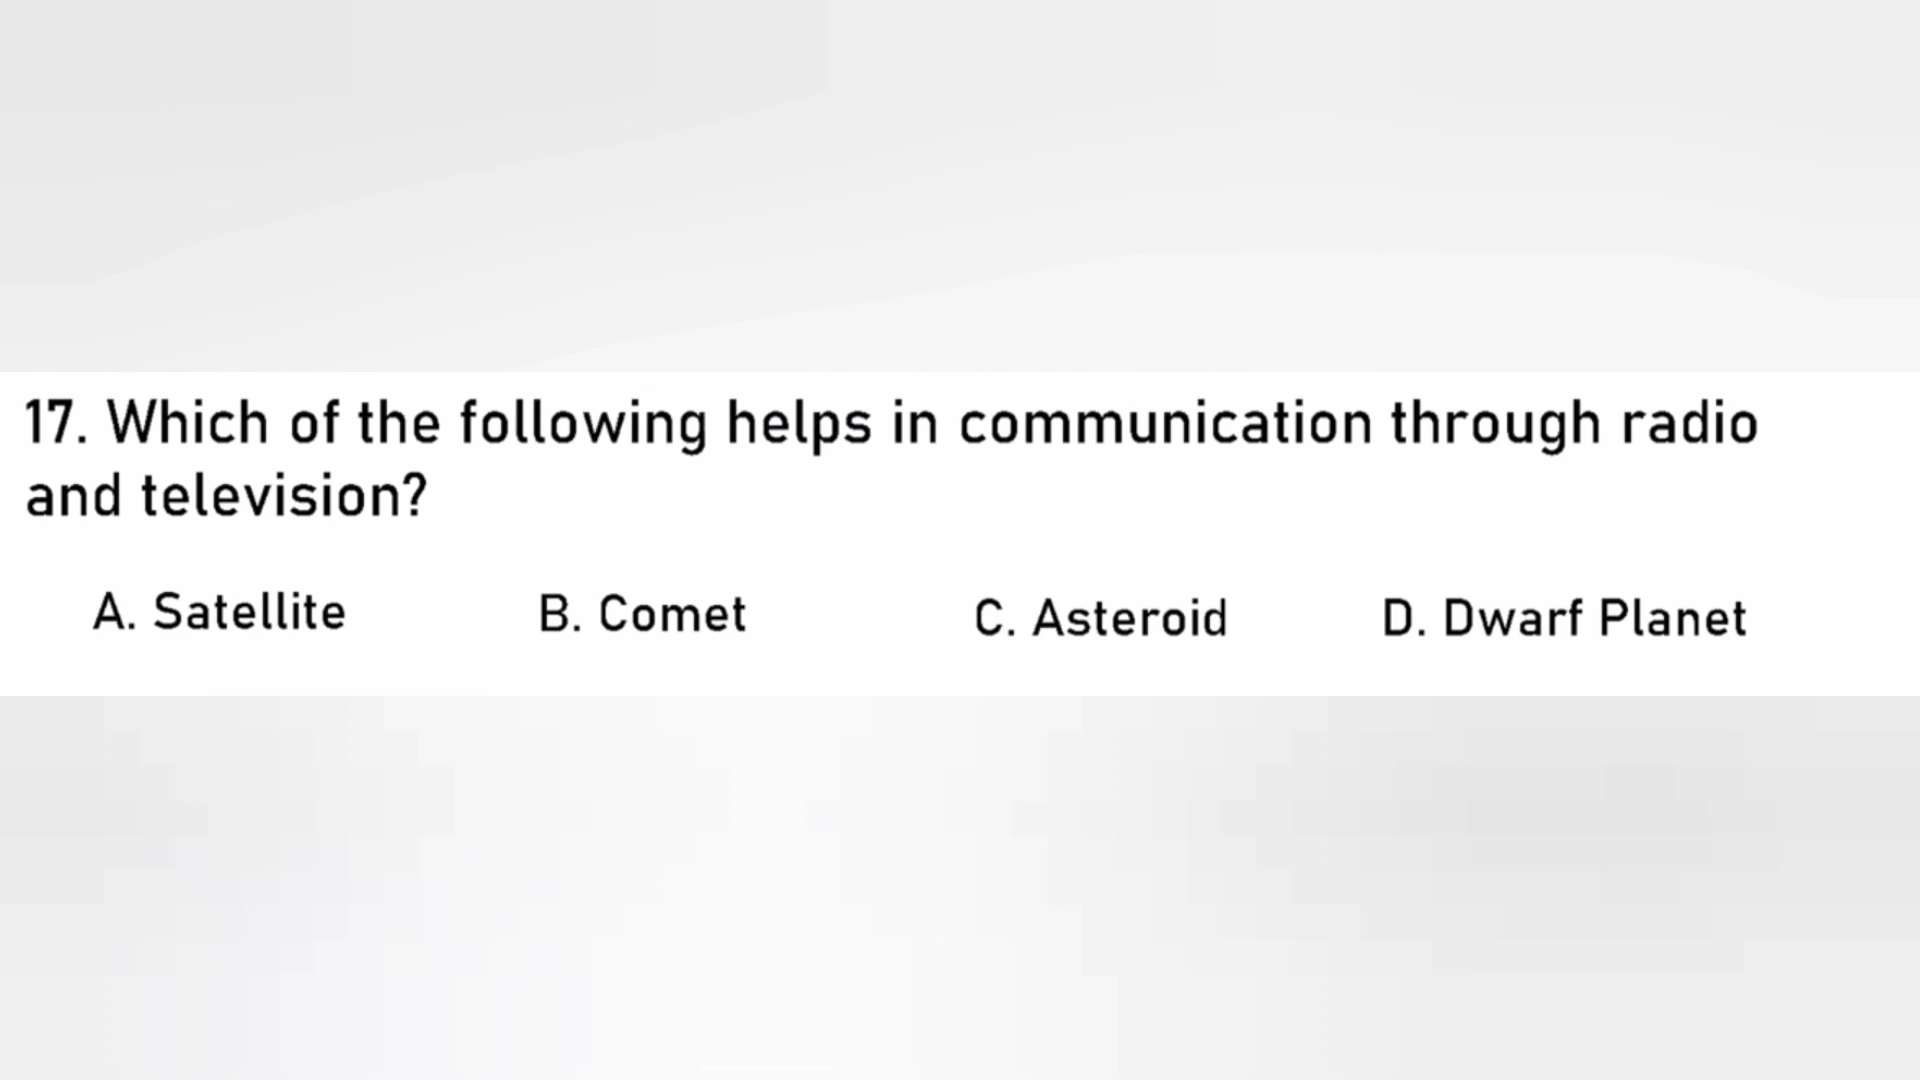 17. Which of the following helps in communication through radio
and television?
A. Satellite B. Comet C. Asteroid D. Dwarf Planet